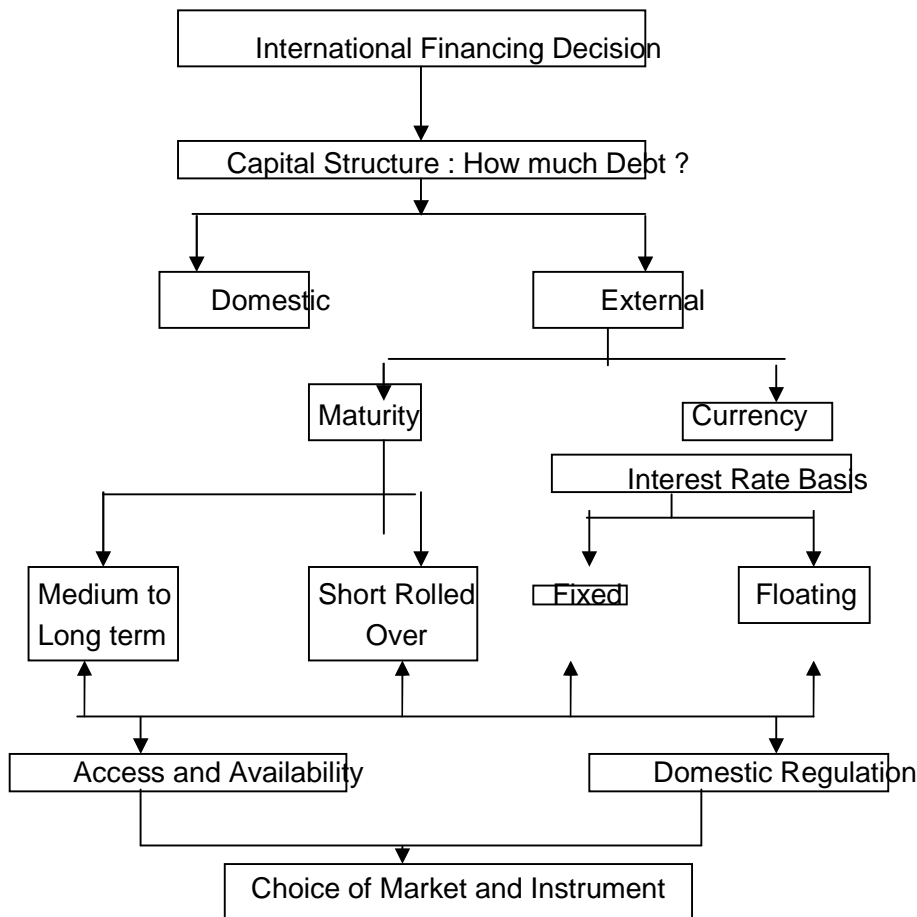 International Financing Decision
Capital Structure : How much Debt ?
Domestic
External
Maturity
Currency
Interest Rate Basis
Medium to
Long term
Short Rolled
Over
Fixed
Floating
Access and Availability
Domestic Regulation
Choice of Market and Instrument